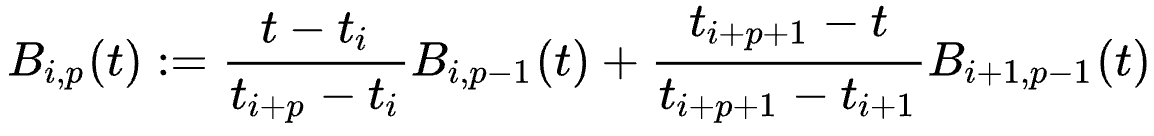 $B_{i,p}(t) := \frac{t - t_i}{t_{i+p} - t_i} B_{i,p-1}(t) + \frac{t_{i+p+1} - t}{t_{i+p+1} - t_{i+1}} B_{i+1,p-1}(t)$